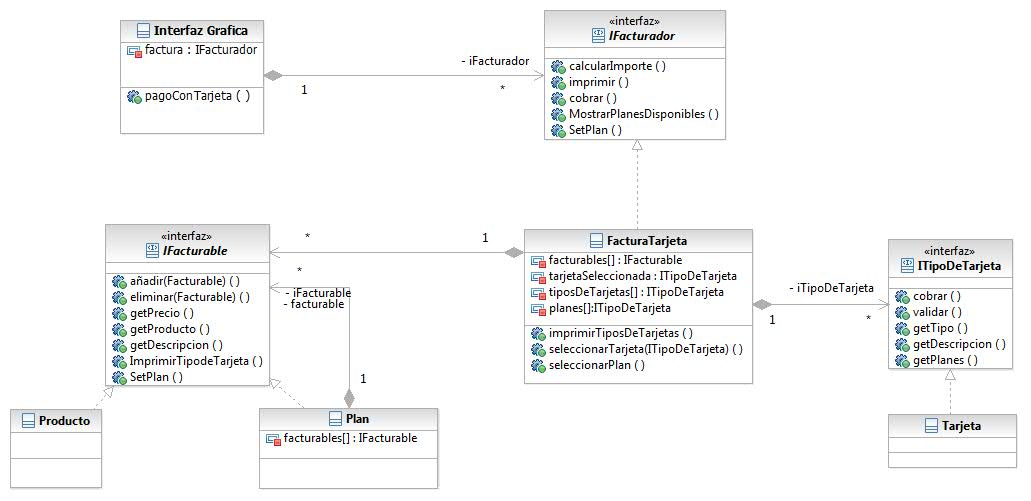 Interfaz Grafica
factura : IFacturador
pagoConTarjeta ( )
- iFacturador
1
*
«interfaz»
IFacturador
calcularImporte ( )
imprimir ( )
cobrar ( )
MostrarPlanesDisponibles ( )
SetPlan ( )
«interfaz»
IFacturable
añadir(Facturable) ( )
eliminar(Facturable) ( )
getPrecio ( )
getProducto ( )
getDescripcion ( )
ImprimirTipodeTarjeta ( )
SetPlan ( )
*
1
*
- iFacturable
- facturable
1
FacturaTarjeta
facturables[] : IFacturable
tarjetaSeleccionada : ITipoDeTarjeta
tiposDeTarjetas[] : ITipoDeTarjeta
planes[]:ITipoDeTarjeta
imprimirTiposDeTarjetas ( )
seleccionarTarjeta(ITipoDeTarjeta) ( )
seleccionarPlan ( )
- iTipoDeTarjeta
1
*
«interfaz»
ITipoDeTarjeta
cobrar ( )
validar ( )
getTipo ( )
getDescripcion ( )
getPlanes ( )
Producto
Plan
facturables[] : IFacturable
Tarjeta